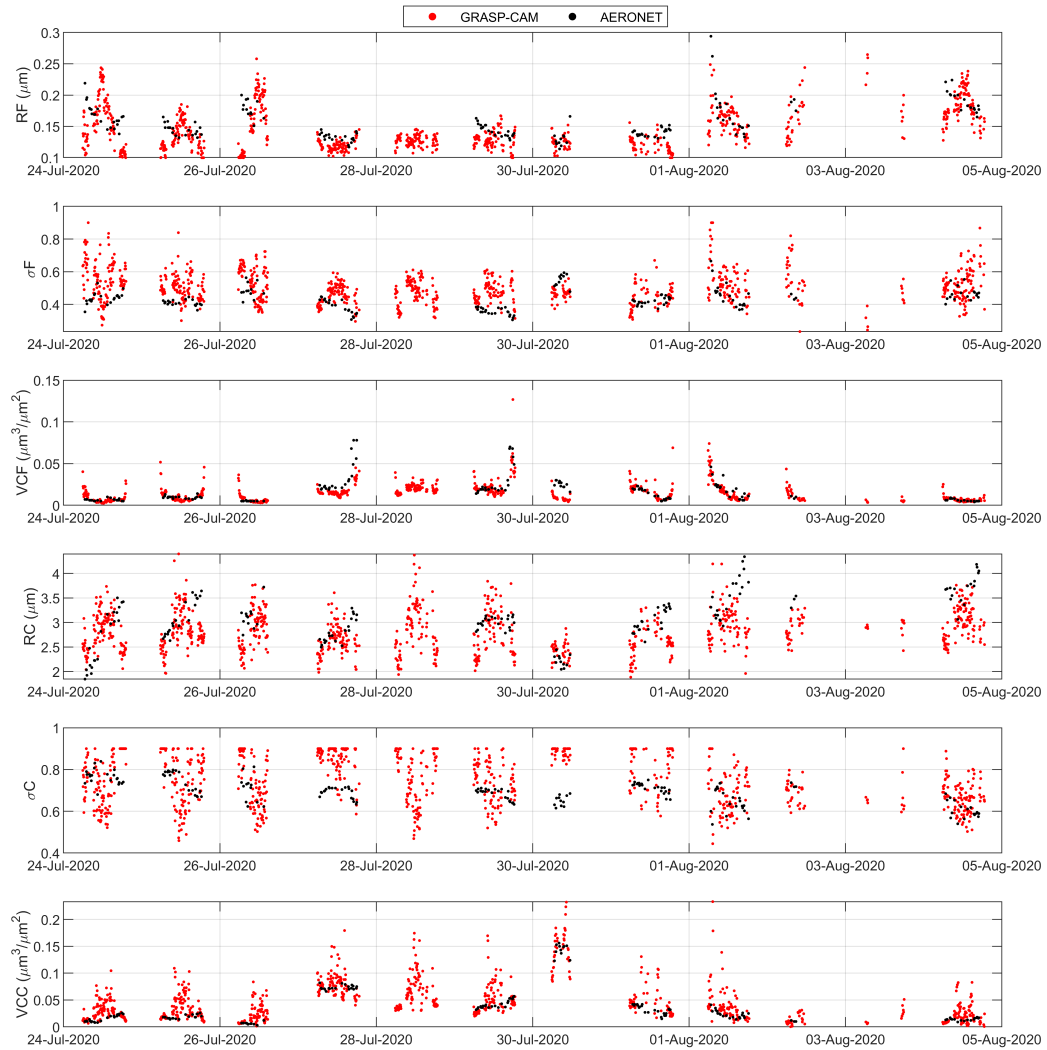 GRASP-CAM AERONET
RF (μm)
0.3
0.25
0.2
0.15
0.1
24-Jul-2020 26-Jul-2020 28-Jul-2020 30-Jul-2020 01-Aug-2020 03-Aug-2020 05-Aug-2020
σF
1
0.8
0.6
0.4
24-Jul-2020 26-Jul-2020 28-Jul-2020 30-Jul-2020 01-Aug-2020 03-Aug-2020 05-Aug-2020
VCF (μm³/μm²)
0.15
0.1
0.05
0
24-Jul-2020 26-Jul-2020 28-Jul-2020 30-Jul-2020 01-Aug-2020 03-Aug-2020 05-Aug-2020
RC (μm)
4
3.5
3
2.5
2
24-Jul-2020 26-Jul-2020 28-Jul-2020 30-Jul-2020 01-Aug-2020 03-Aug-2020 05-Aug-2020
σC
1
0.8
0.6
0.4
24-Jul-2020 26-Jul-2020 28-Jul-2020 30-Jul-2020 01-Aug-2020 03-Aug-2020 05-Aug-2020
VCC (μm³/μm²)
0.2
0.15
0.1
0.05
0
24-Jul-2020 26-Jul-2020 28-Jul-2020 30-Jul-2020 01-Aug-2020 03-Aug-2020 05-Aug-2020